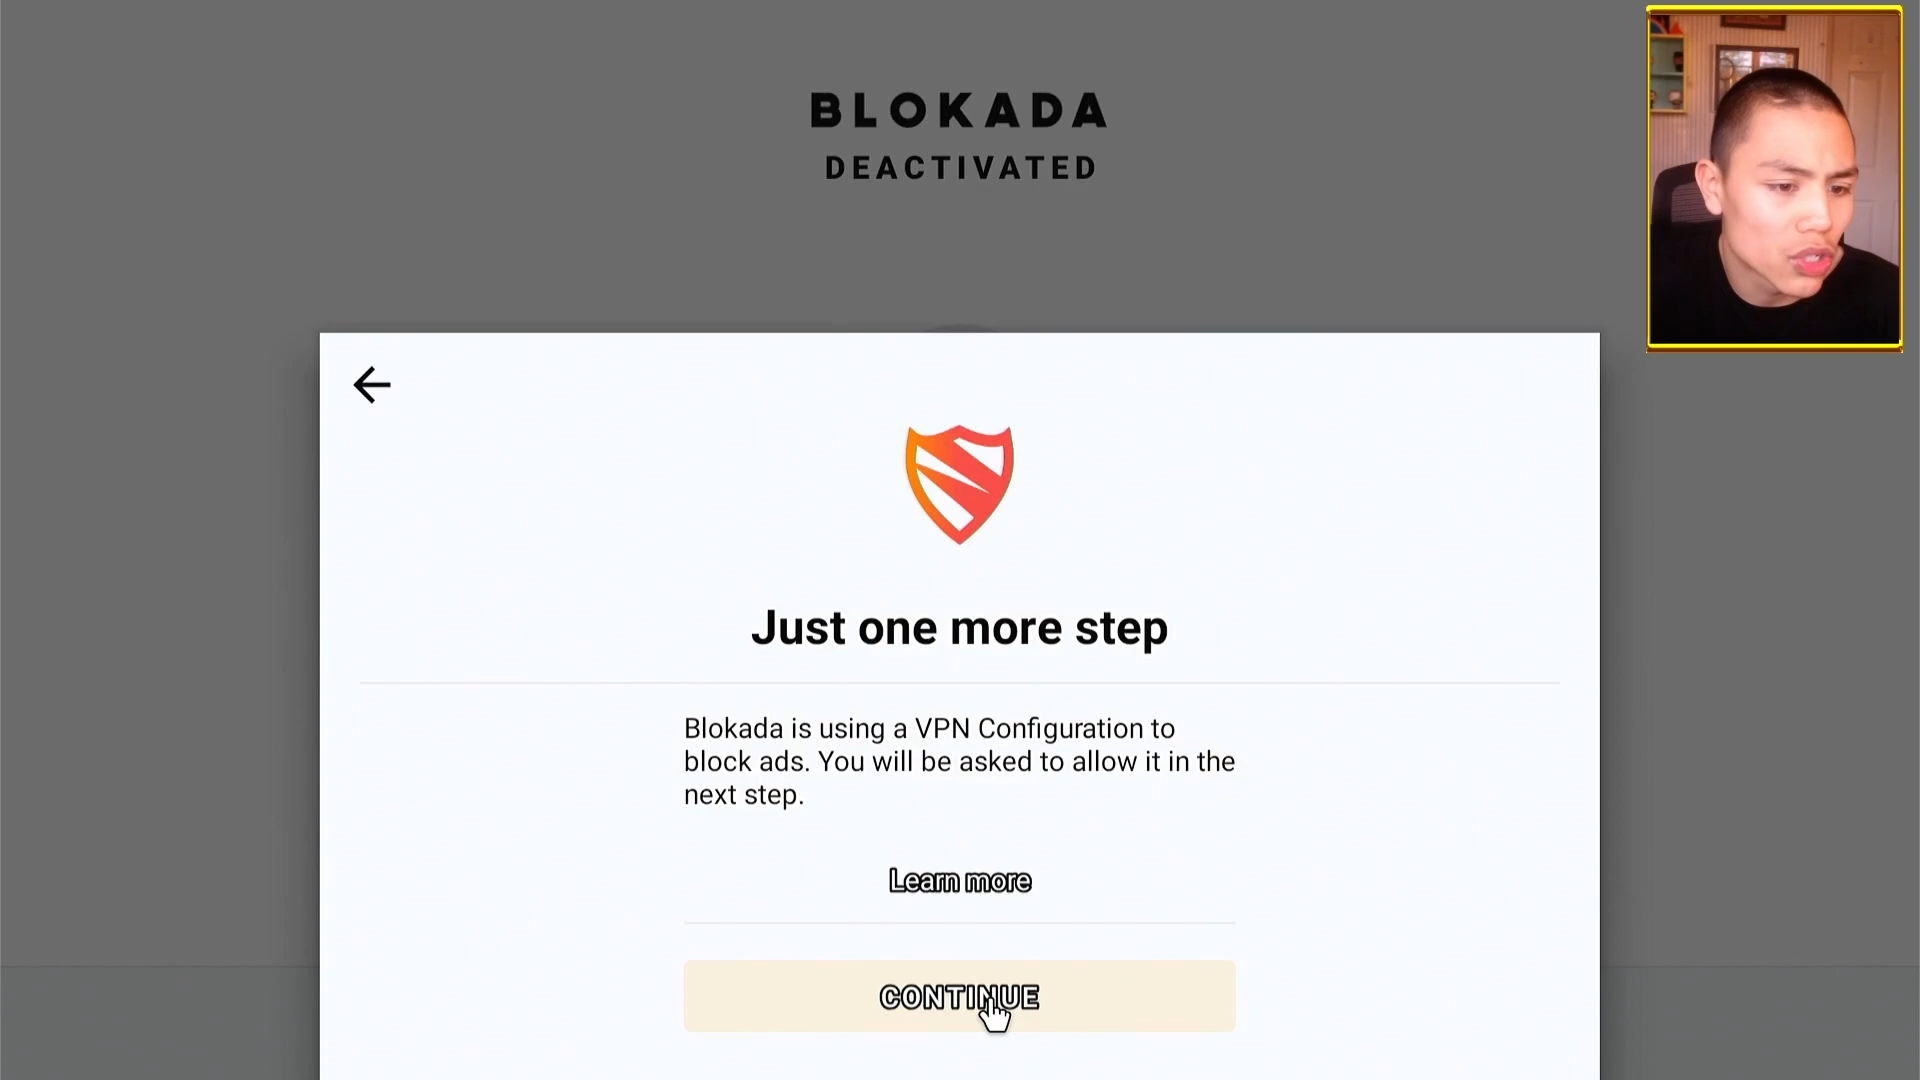 BLOKADA
DEACTIVATED
Just one more step
Blokada is using a VPN Configuration to
block ads. You will be asked to allow it in the
next step.
Learn more
CONTINUE